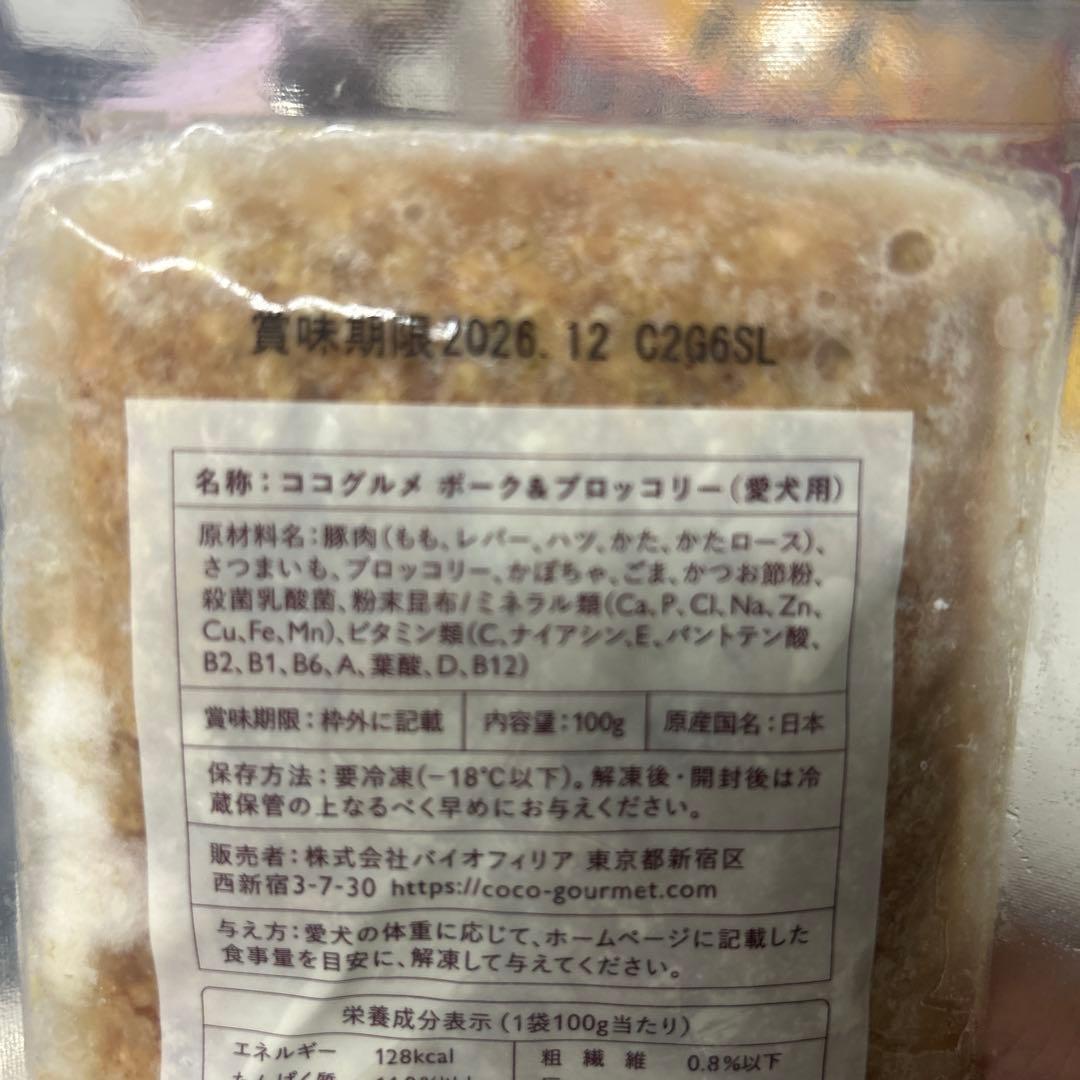 賞味期限 2026.12 C2G6SL
名称：ココグルメ ポーク&ブロッコリー（愛犬用）
原材料名：豚肉（もも、レバー、ハツ、かた、かたロース）、
さつまいも、ブロッコリー、かぼちゃ、ごま、かつお節粉、
殺菌乳酸菌、粉末昆布/ミネラル類（Ca、P、Cl、Na、Zn、
Cu、Fe、Mn）、ビタミン類（C、ナイアシン、E、パントテン酸、
B2、B1、B6、A、葉酸、D、B12）
賞味期限：枠外に記載 内容量：100g 原産国名：日本
保存方法：要冷凍（−18℃以下）。解凍後・開封後は冷
蔵保管の上なるべく早めにお与えください。
販売者：株式会社バイオフィリア 東京都新宿区
西新宿3-7-30 https://coco-gourmet.com
与え方：愛犬の体重に応じて、ホームページに記載した
食事量を目安に、解凍して与えてください。
栄養成分表示（1袋100g当たり）
エネルギー 128kcal 粗繊維 0.8%以下
たんぱく質